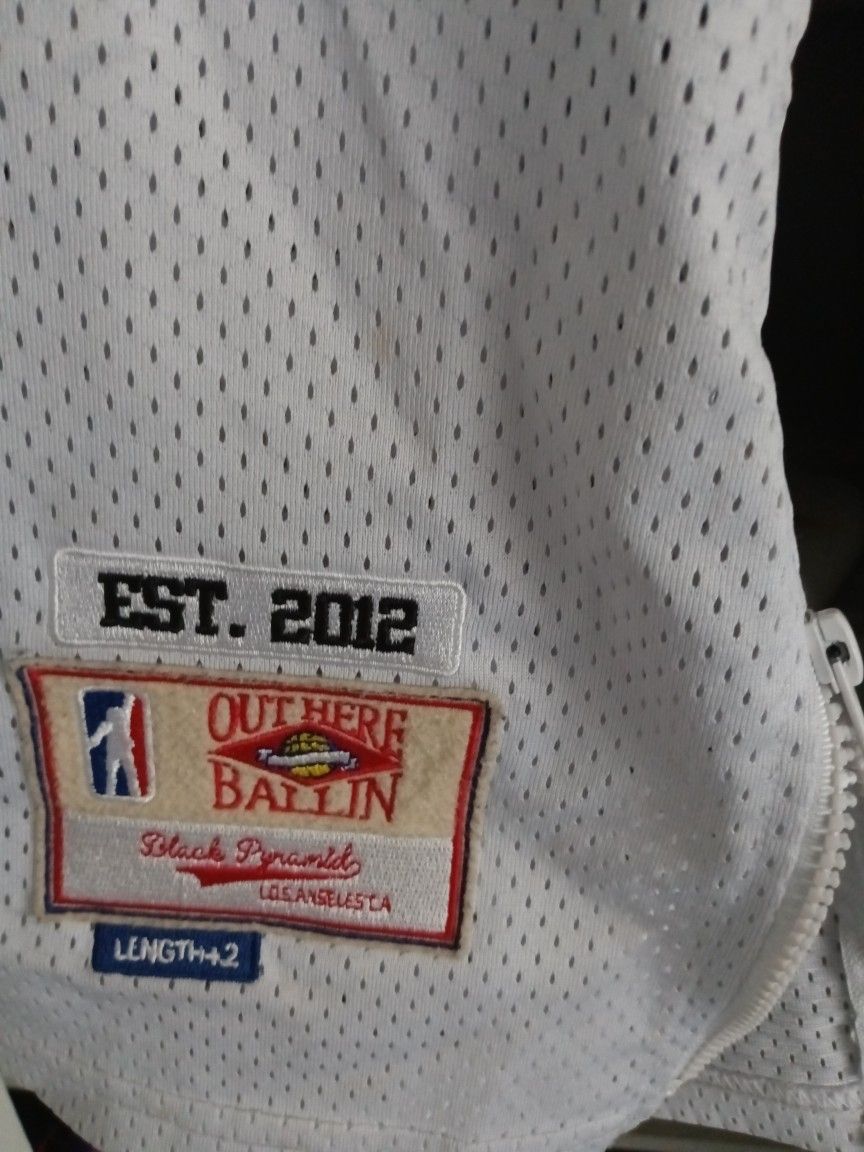 EST. 2012
OUT HERE
BALLIN
Black Pyramid
LOS ANGELES CA
LENGTH+2